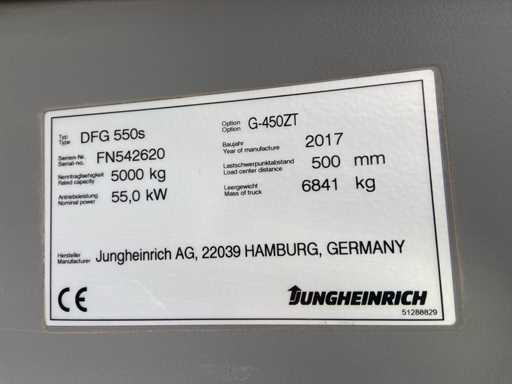 Typ
Type
DFG 550s
Option
Option
G-450ZT
Serien-Nr.
Serial-no.
FN542620
Baujahr
Year of manufacture
2017
Nenntragfaehigkeit
Rated capacity
5000 kg
Lastschwerpunktabstand
Load center distance
500 mm
Antriebsleistung
Nominal power
55,0 kW
Leergewicht
Mass of truck
6841 kg
Hersteller
Manufacturer
Jungheinrich AG, 22039 HAMBURG, GERMANY
CE
JUNGHEINRICH
51288829